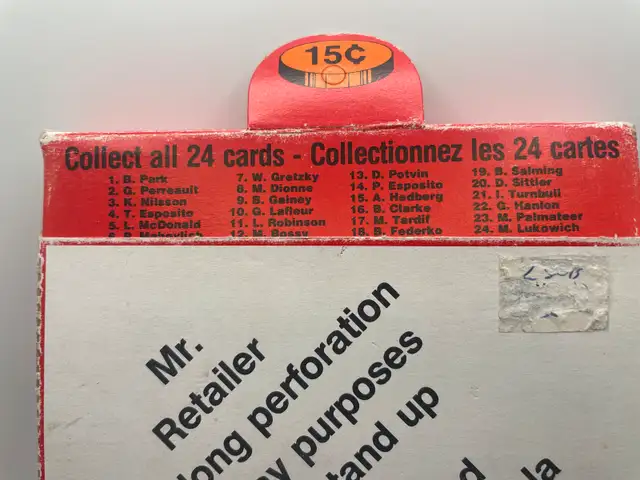 15¢
Collect all 24 cards - Collectionnez les 24 cartes
1. B. Park
2. G. Perreault
3. K. Nilsson
4. T. Esposito
5. L. McDonald
7. W. Gretzky
8. M. Dionne
9. B. Gainey
10. G. Lafleur
11. L. Robinson
12. M. Bossy
13. D. Potvin
14. P. Esposito
15. A. Hedberg
16. B. Clarke
17. M. Tardif
18. B. Federko
19. B. Salming
20. D. Sittler
21. I. Turnbull
22. G. Hanlon
23. M. Palmateer
24. M. Lukowich
Mr.
Retailer
long perforation
purposes
stand up